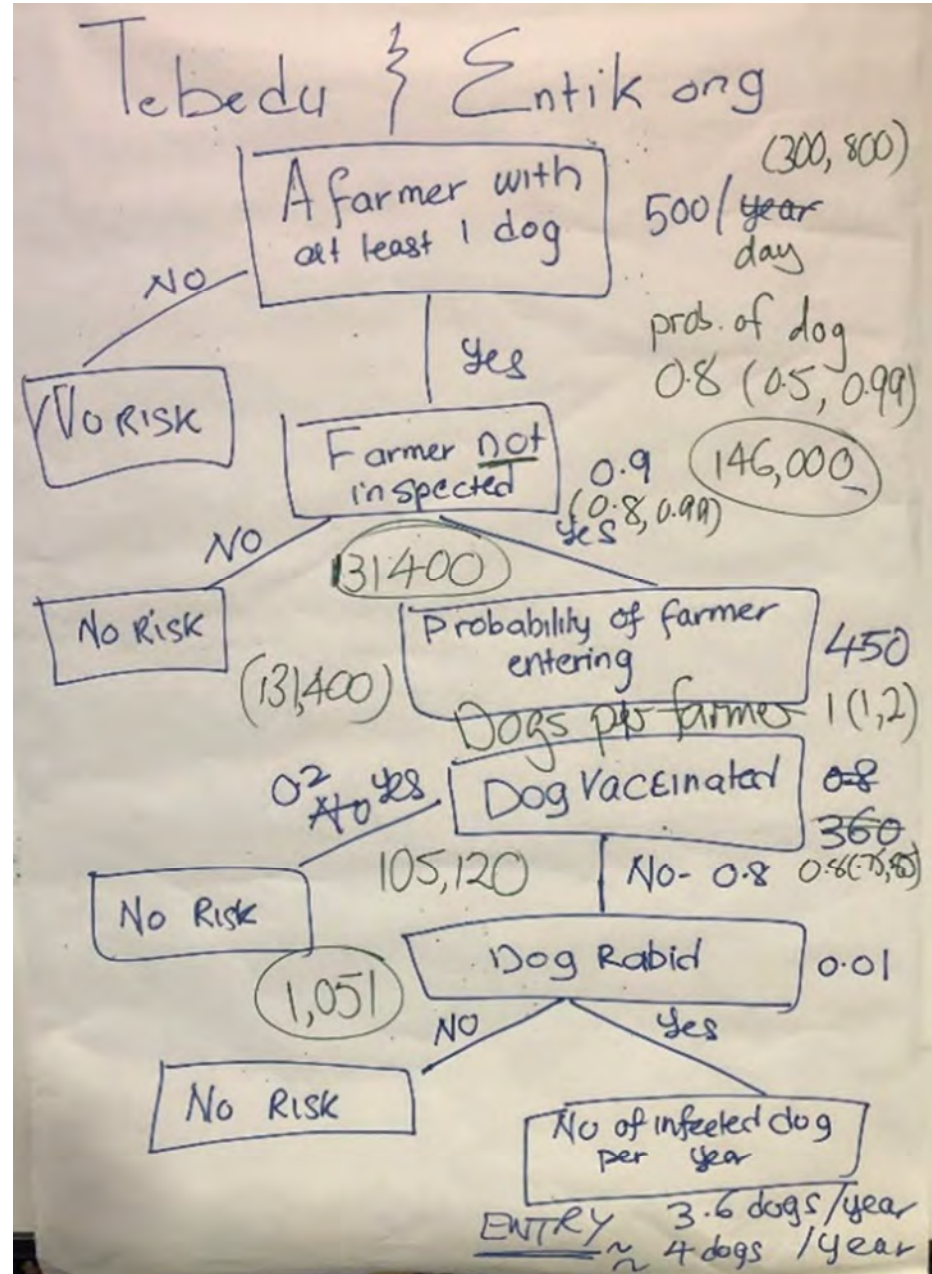 Tebedu & Entikong
(300, 800)
A farmer with
at least 1 dog
500/ year
day
NO
Yes
prob. of dog
0.8 (0.5, 0.99)
No RISK
Farmer not
inspected
0.9
(0.8, 0.99)
146,000
NO
Yes
131400
No Risk
Probability of farmer
entering
450
(131,400)
Dogs per farmer 1 (1,2)
0.2
No Yes
Dog Vaccinated
0.8
360
105,120
No- 0.8
No Risk
Dog Rabid
0.01
1,051
NO
Yes
No RISK
No of infected dog
per year
ENTRY
3.6 dogs/year
~ 4 dogs /year